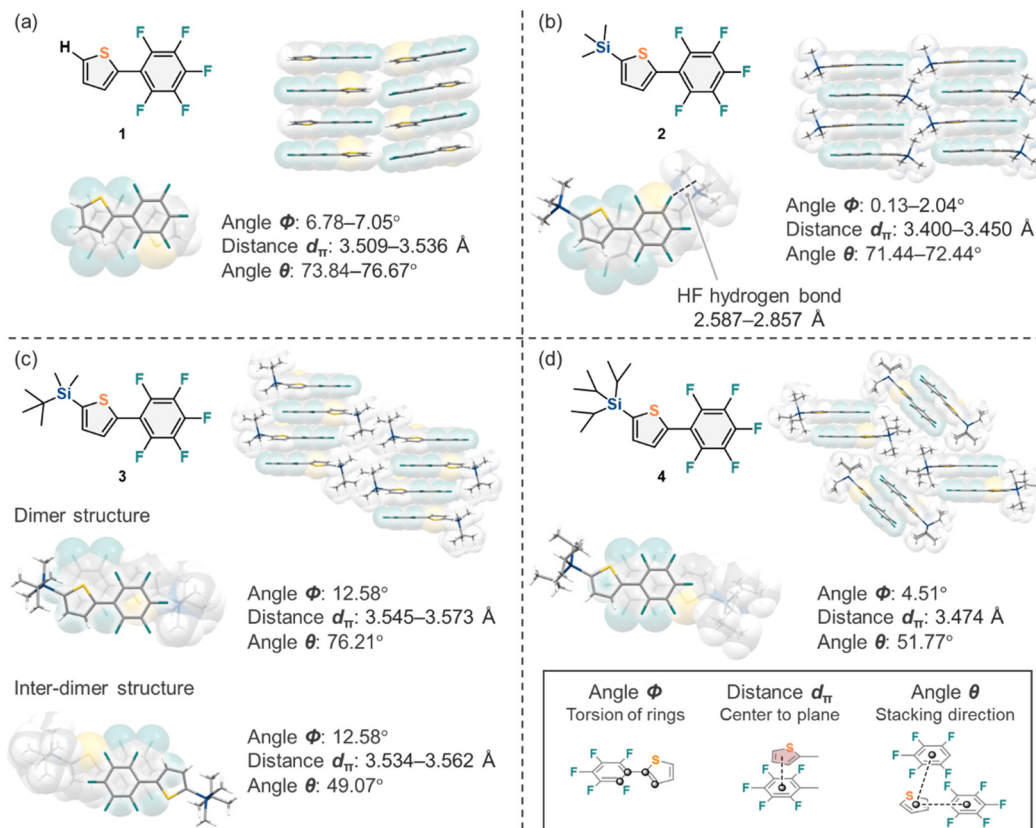 (a)
H
S
F
F
F
F
F
1
Angle Φ: 6.78–7.05°
Distance dπ: 3.509–3.536 Å
Angle θ: 73.84–76.67°
(b)
Si
S
F
F
F
F
F
2
Angle Φ: 0.13–2.04°
Distance dπ: 3.400–3.450 Å
Angle θ: 71.44–72.44°
HF hydrogen bond
2.587–2.857 Å
(c)
Si
S
F
F
F
F
F
3
Dimer structure
Angle Φ: 12.58°
Distance dπ: 3.545–3.573 Å
Angle θ: 76.21°
Inter-dimer structure
Angle Φ: 12.58°
Distance dπ: 3.534–3.562 Å
Angle θ: 49.07°
(d)
Si
S
F
F
F
F
F
4
Angle Φ: 4.51°
Distance dπ: 3.474 Å
Angle θ: 51.77°
Angle Φ
Torsion of rings
F
F
S
F
F
F
Distance dπ
Center to plane
S
F
F
F
F
F
Angle θ
Stacking direction
F
F
F
F
F
S
F
F
F
F
F